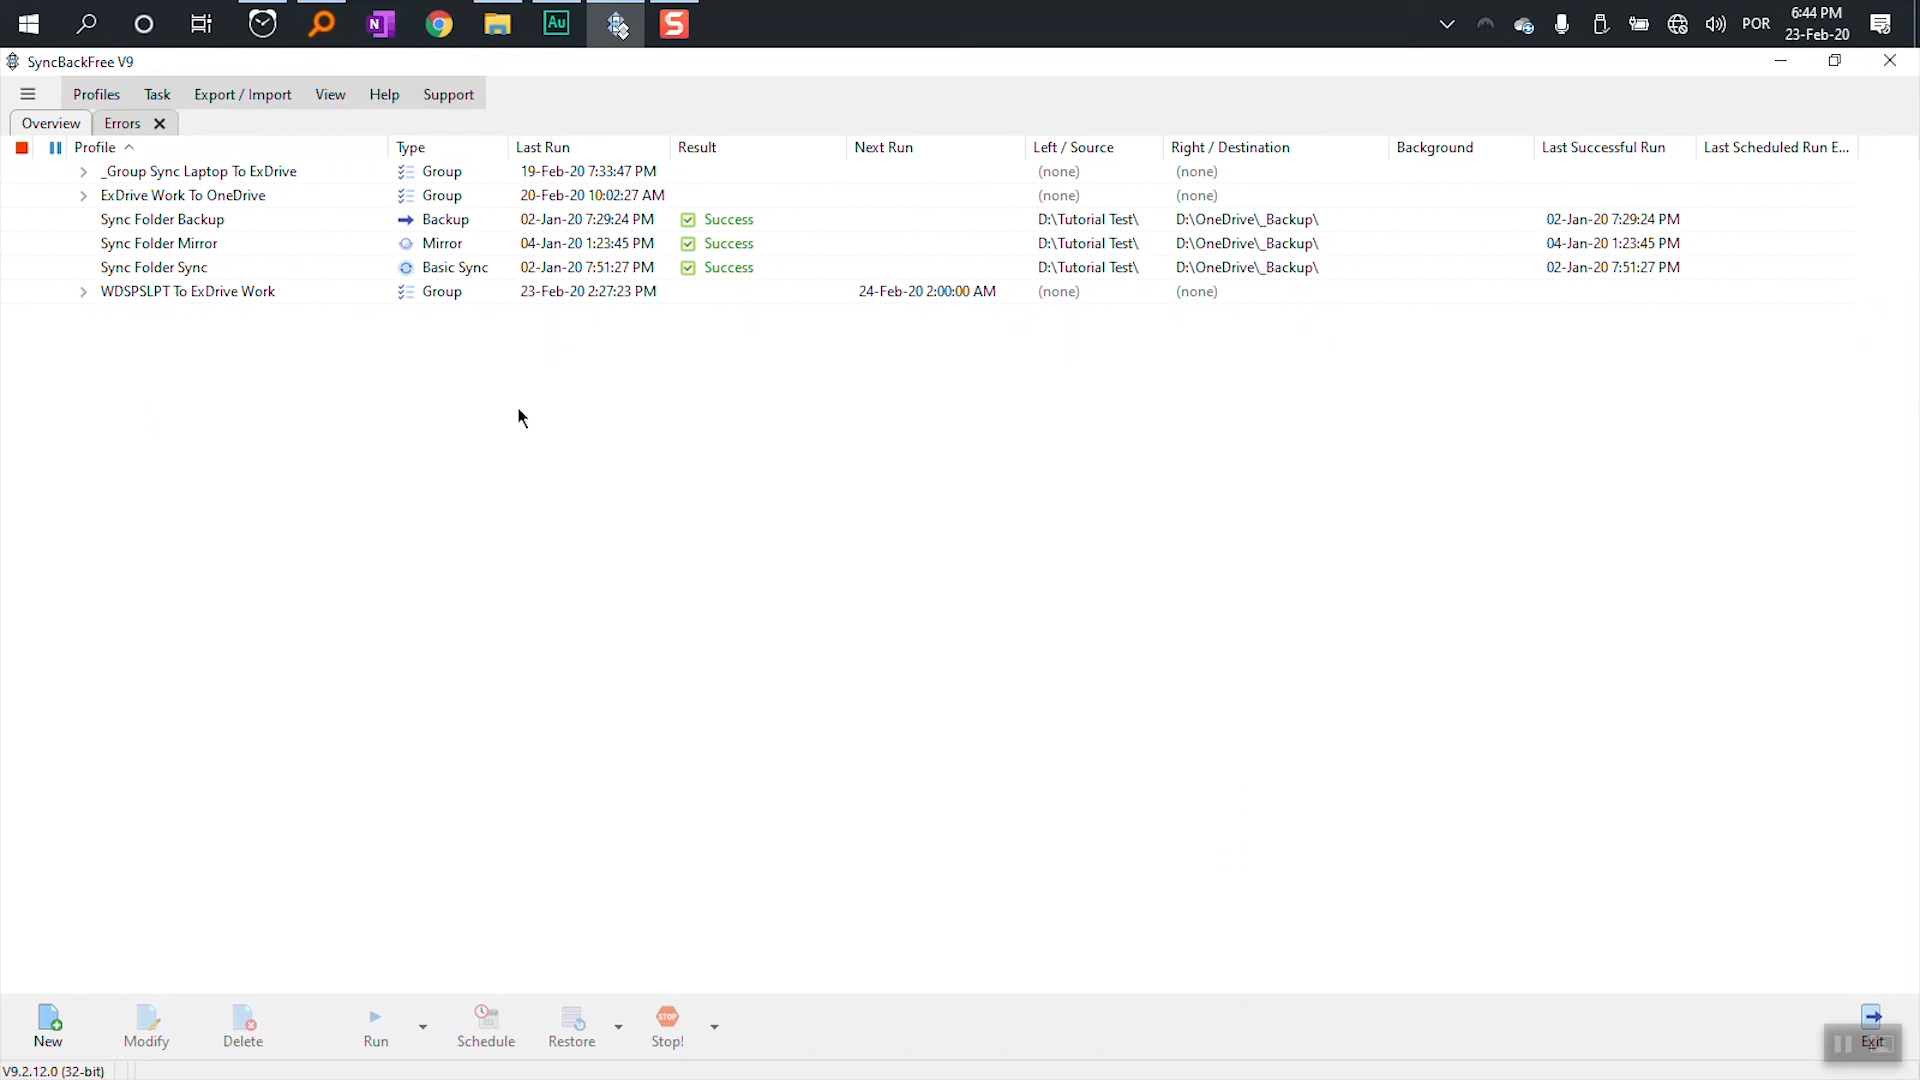 Au
S
N
POR
6:44 PM
23-Feb-20
SyncBackFree V9
Profiles Task Export / Import View Help Support
Overview Errors
Profile Type Last Run Result Next Run Left / Source Right / Destination Background Last Successful Run Last Scheduled Run E...
_Group Sync Laptop To ExDrive Group 19-Feb-20 7:33:47 PM (none) (none)
ExDrive Work To OneDrive Group 20-Feb-20 10:02:27 AM (none) (none)
Sync Folder Backup Backup 02-Jan-20 7:29:24 PM Success D:\Tutorial Test\ D:\OneDrive\_Backup\ 02-Jan-20 7:29:24 PM
Sync Folder Mirror Mirror 04-Jan-20 1:23:45 PM Success D:\Tutorial Test\ D:\OneDrive\_Backup\ 04-Jan-20 1:23:45 PM
Sync Folder Sync Basic Sync 02-Jan-20 7:51:27 PM Success D:\Tutorial Test\ D:\OneDrive\_Backup\ 02-Jan-20 7:51:27 PM
WDSPSLPT To ExDrive Work Group 23-Feb-20 2:27:23 PM 24-Feb-20 2:00:00 AM (none) (none)
STOP
New Modify Delete Run Schedule Restore Stop! Exit
V9.2.12.0 (32-bit)